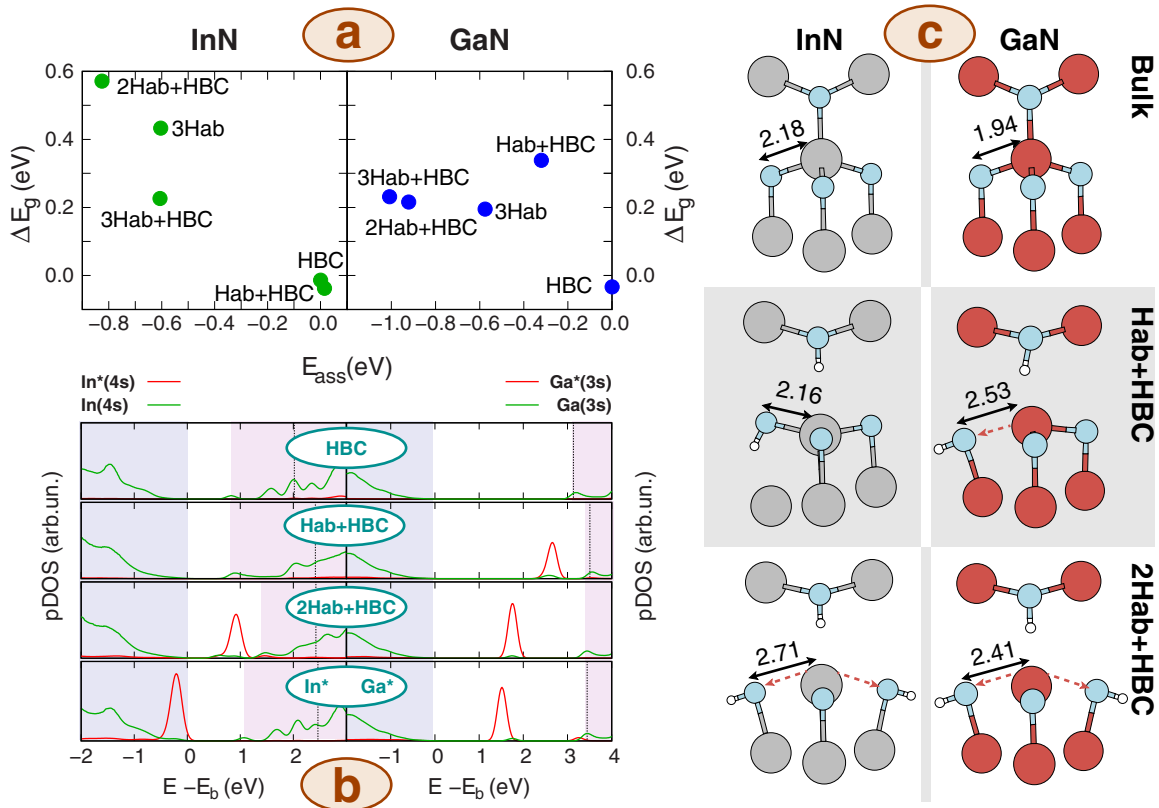 InN
a
GaN
0.6
0.4
0.2
0.0
ΔE_g (eV)
2Hab+HBC
3Hab
3Hab+HBC
HBC
Hab+HBC
−0.8
−0.6
−0.4
−0.2
0.0
Hab+HBC
3Hab+HBC
2Hab+HBC
3Hab
HBC
−1.0
−0.5
0.0
0.6
0.4
0.2
0.0
ΔE_g (eV)
E_ass(eV)
In*(4s)
In(4s)
Ga*(3s)
Ga(3s)
pDOS (arb.un.)
pDOS (arb.un.)
HBC
Hab+HBC
2Hab+HBC
In* Ga*
−2 −1 0 1 2 −1 0 1 2 3 4
E −E_b (eV)
b
E −E_b (eV)
InN
c
GaN
2.18
1.94
Bulk
2.16
2.53
Hab+HBC
2.71
2.41
2Hab+HBC